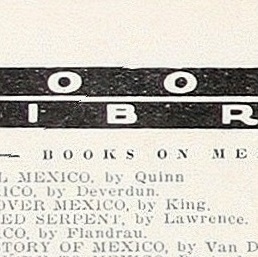 O O
I B R
— BOOKS ON ME
L MEXICO, by Quinn
ICO, by Deverdun.
OVER MEXICO, by King.
ED SERPENT, by Lawrence.
CO, by Flandrau.
TORY OF MEXICO, by Van D